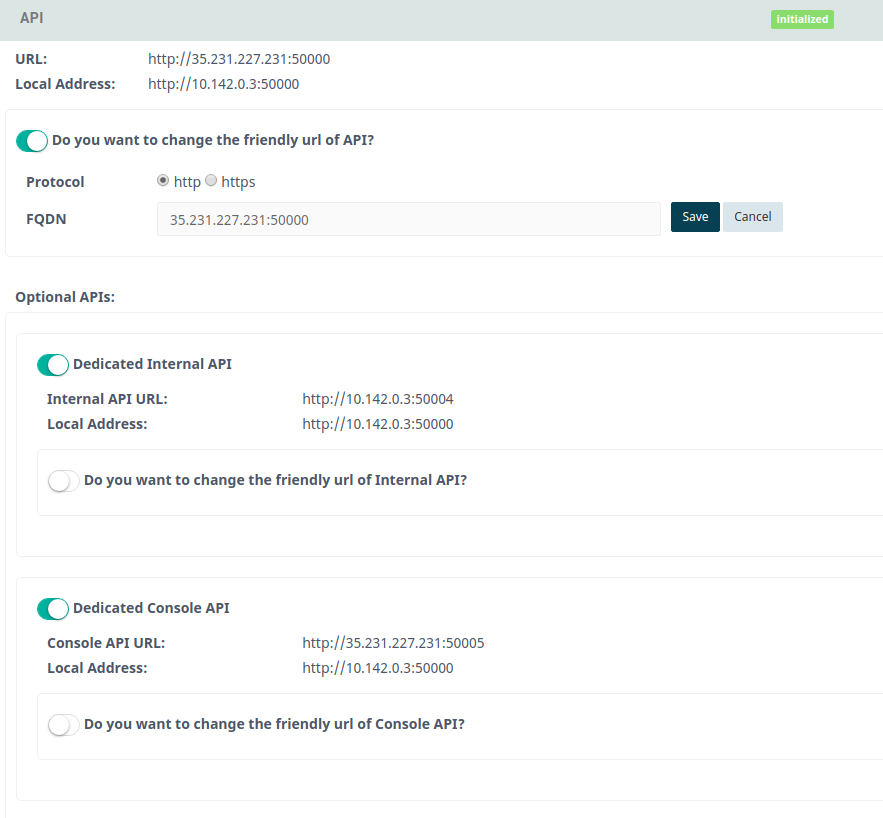 API initialized
URL: http://35.231.227.231:50000
Local Address: http://10.142.0.3:50000
Do you want to change the friendly url of API?
Protocol http https
FQDN 35.231.227.231:50000 Save Cancel
Optional APIs:
Dedicated Internal API
Internal API URL: http://10.142.0.3:50004
Local Address: http://10.142.0.3:50000
Do you want to change the friendly url of Internal API?
Dedicated Console API
Console API URL: http://35.231.227.231:50005
Local Address: http://10.142.0.3:50000
Do you want to change the friendly url of Console API?